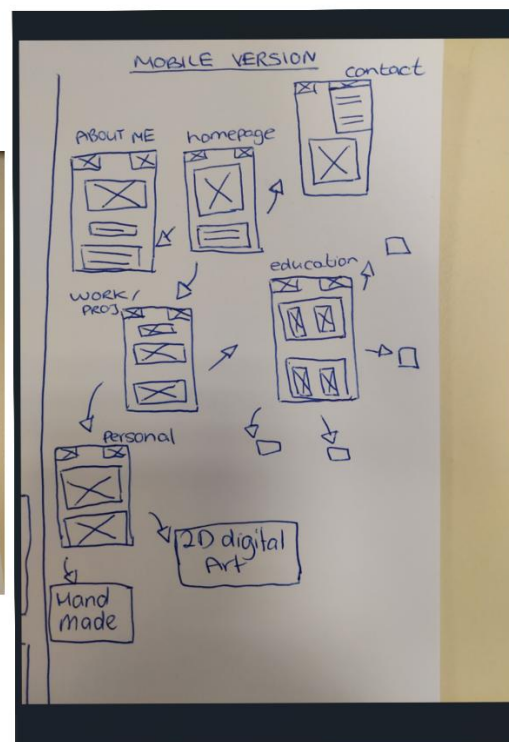 MOBILE VERSION
contact
ABOUT ME
homepage
education
WORK/
PROJ
Personal
2D digital
Art
Hand
made